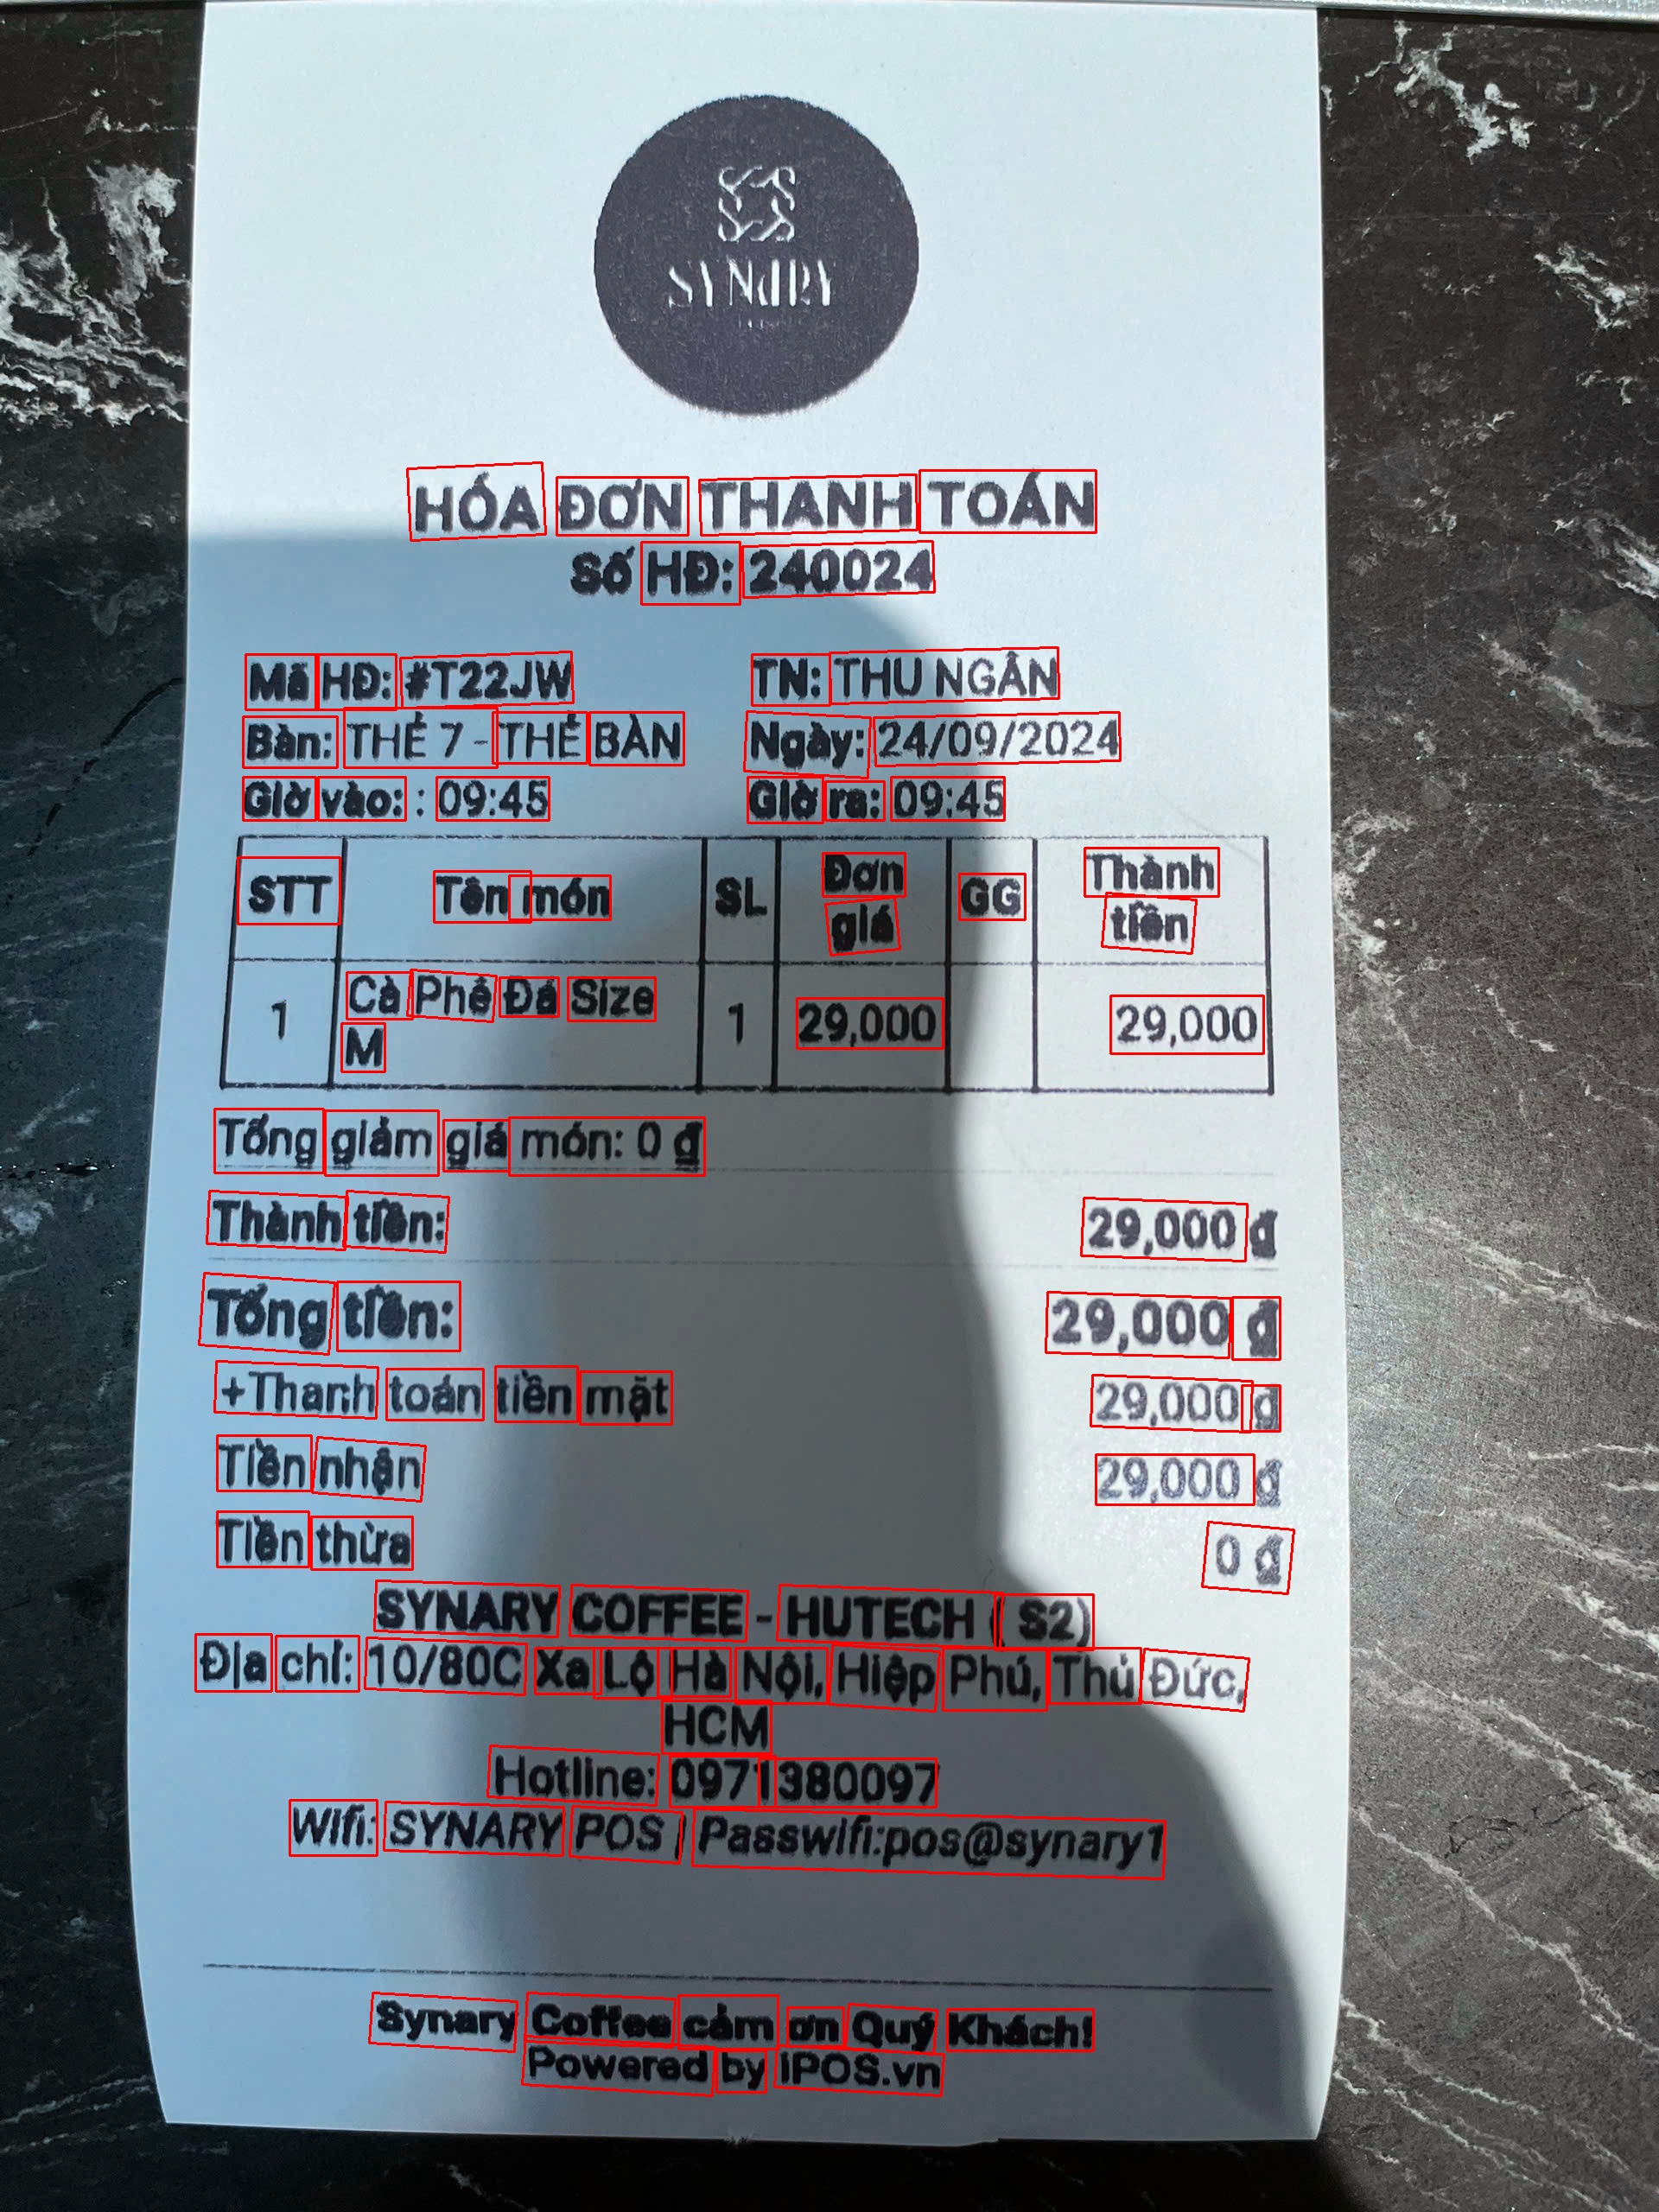 SYNARY
HÓA ĐƠN THANH TOÁN
Số HĐ: 240024
Mã HĐ: #T22JW TN: THU NGÂN
Bàn: THẺ 7 - THẺ BÀN Ngày: 24/09/2024
Giờ vào: : 09:45 Giờ ra: 09:45
STT Tên món SL Đơn giá GG Thành tiền
1 Cà Phê Đá Size M 1 29,000 29,000
Tổng giảm giá món: 0 ₫
Thành tiền: 29,000 ₫
Tổng tiền: 29,000 ₫
+Thanh toán tiền mặt 29,000 ₫
Tiền nhận 29,000 ₫
Tiền thừa 0 ₫
SYNARY COFFEE - HUTECH ( S2)
Địa chỉ: 10/80C Xa Lộ Hà Nội, Hiệp Phú, Thủ Đức,
HCM
Hotline: 0971380097
Wifi: SYNARY POS | Passwifi:pos@synary1
Synary Coffee cảm ơn Quý Khách!
Powered by iPOS.vn